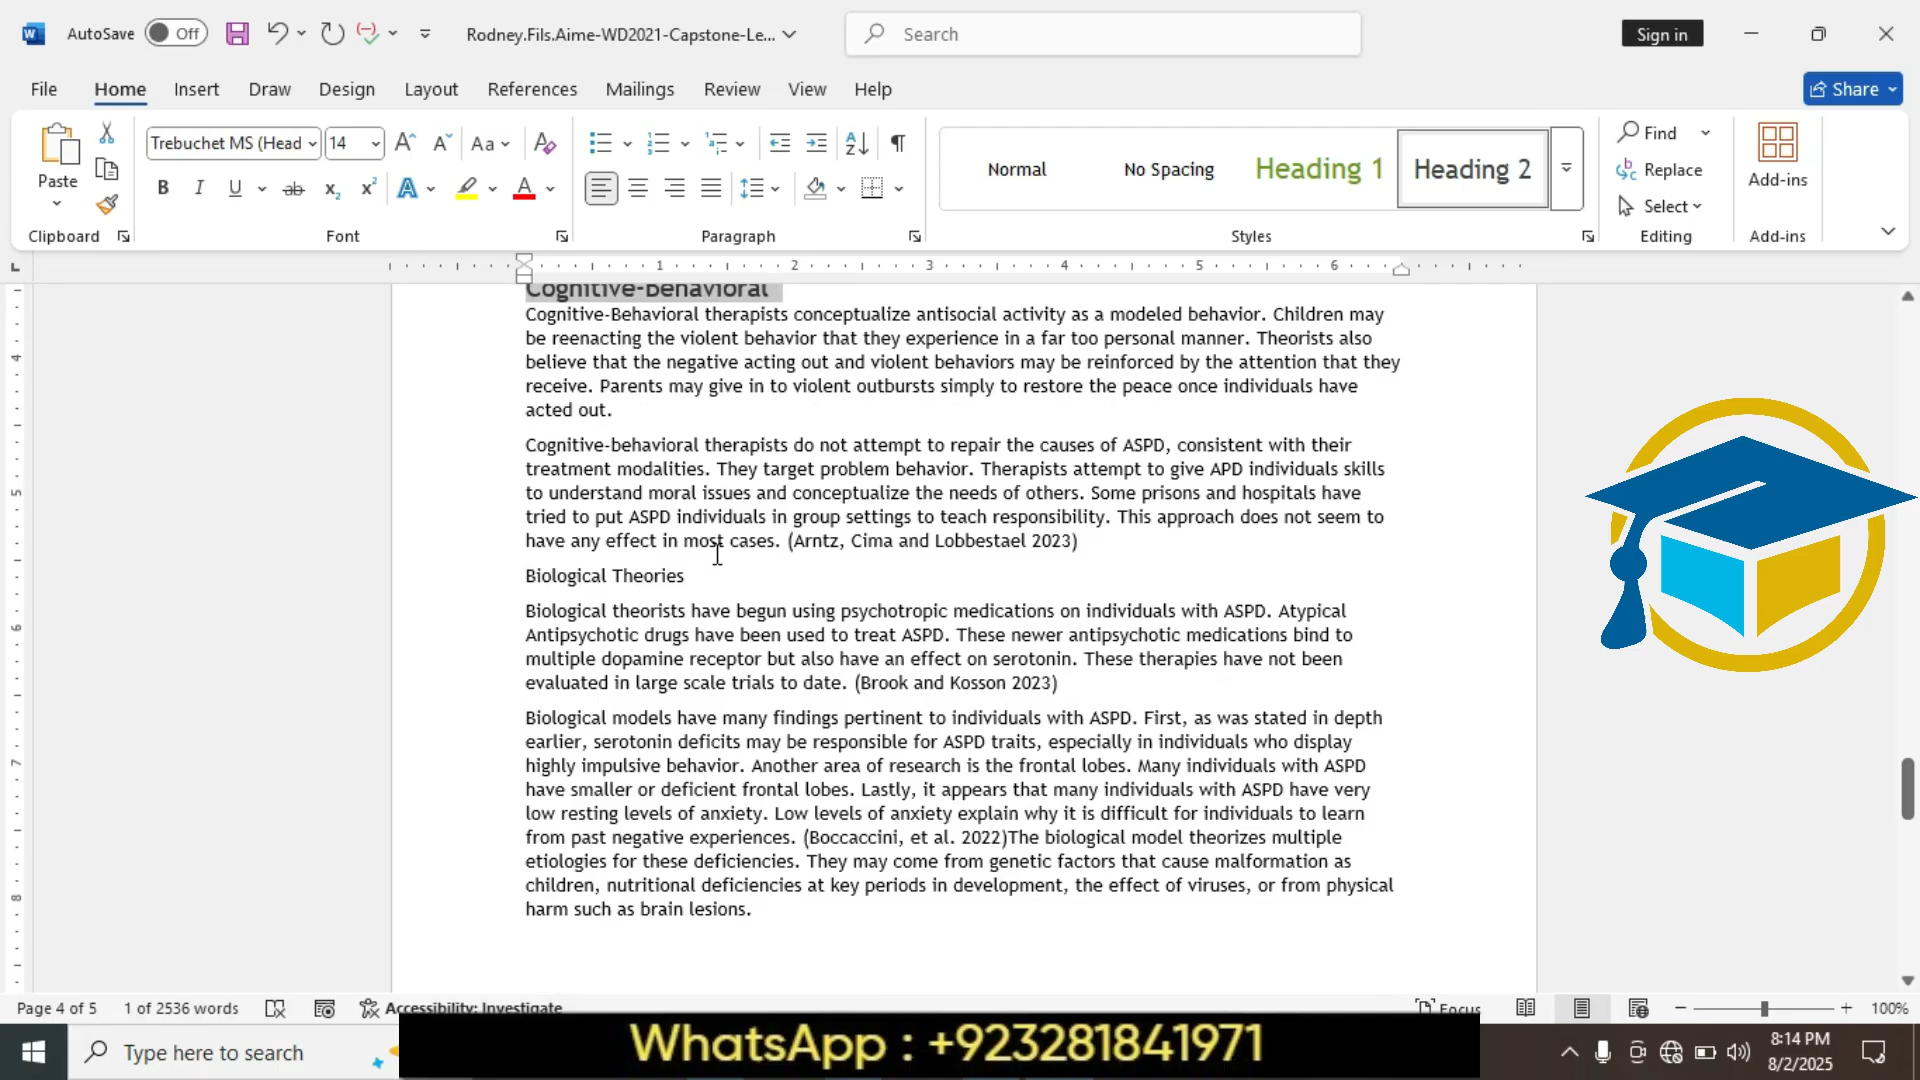 AutoSave Off Rodney.Fils.Aime-WD2021-Capstone-Le... Search Sign in
File Home Insert Draw Design Layout References Mailings Review View Help Share
Paste Trebuchet MS (Head 14 Aa Normal No Spacing Heading 1 Heading 2 Find Replace Select Add-ins
Clipboard Font Paragraph Styles Editing Add-ins
1 2 3 4 5 6
Cognitive-Behavioral
Cognitive-Behavioral therapists conceptualize antisocial activity as a modeled behavior. Children may
be reenacting the violent behavior that they experience in a far too personal manner. Theorists also
believe that the negative acting out and violent behaviors may be reinforced by the attention that they
receive. Parents may give in to violent outbursts simply to restore the peace once individuals have
acted out.
Cognitive-behavioral therapists do not attempt to repair the causes of ASPD, consistent with their
treatment modalities. They target problem behavior. Therapists attempt to give APD individuals skills
to understand moral issues and conceptualize the needs of others. Some prisons and hospitals have
tried to put ASPD individuals in group settings to teach responsibility. This approach does not seem to
have any effect in most cases. (Arntz, Cima and Lobbestael 2023)
Biological Theories
Biological theorists have begun using psychotropic medications on individuals with ASPD. Atypical
Antipsychotic drugs have been used to treat ASPD. These newer antipsychotic medications bind to
multiple dopamine receptor but also have an effect on serotonin. These therapies have not been
evaluated in large scale trials to date. (Brook and Kosson 2023)
Biological models have many findings pertinent to individuals with ASPD. First, as was stated in depth
earlier, serotonin deficits may be responsible for ASPD traits, especially in individuals who display
highly impulsive behavior. Another area of research is the frontal lobes. Many individuals with ASPD
have smaller or deficient frontal lobes. Lastly, it appears that many individuals with ASPD have very
low resting levels of anxiety. Low levels of anxiety explain why it is difficult for individuals to learn
from past negative experiences. (Boccaccini, et al. 2022)The biological model theorizes multiple
etiologies for these deficiencies. They may come from genetic factors that cause malformation as
children, nutritional deficiencies at key periods in development, the effect of viruses, or from physical
harm such as brain lesions.
Page 4 of 5 1 of 2536 words Accessibility: Investigate Focus 100%
Type here to search WhatsApp : +923281841971 8:14 PM
8/2/2025